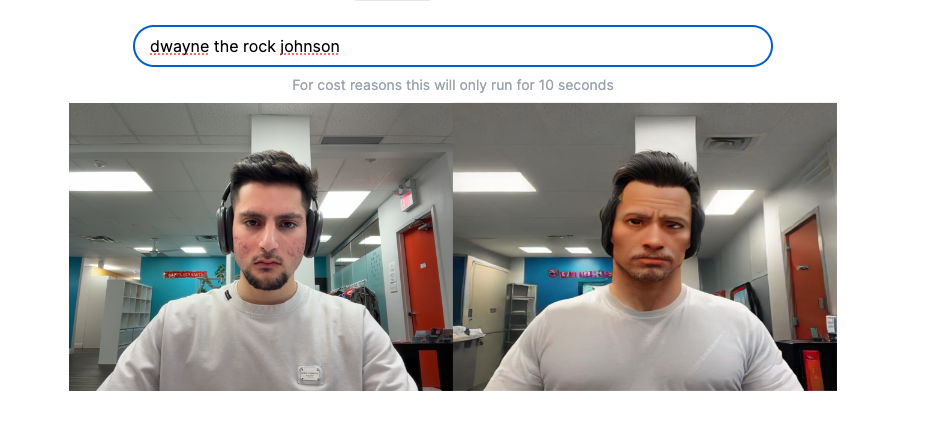 dwayne the rock johnson
For cost reasons this will only run for 10 seconds